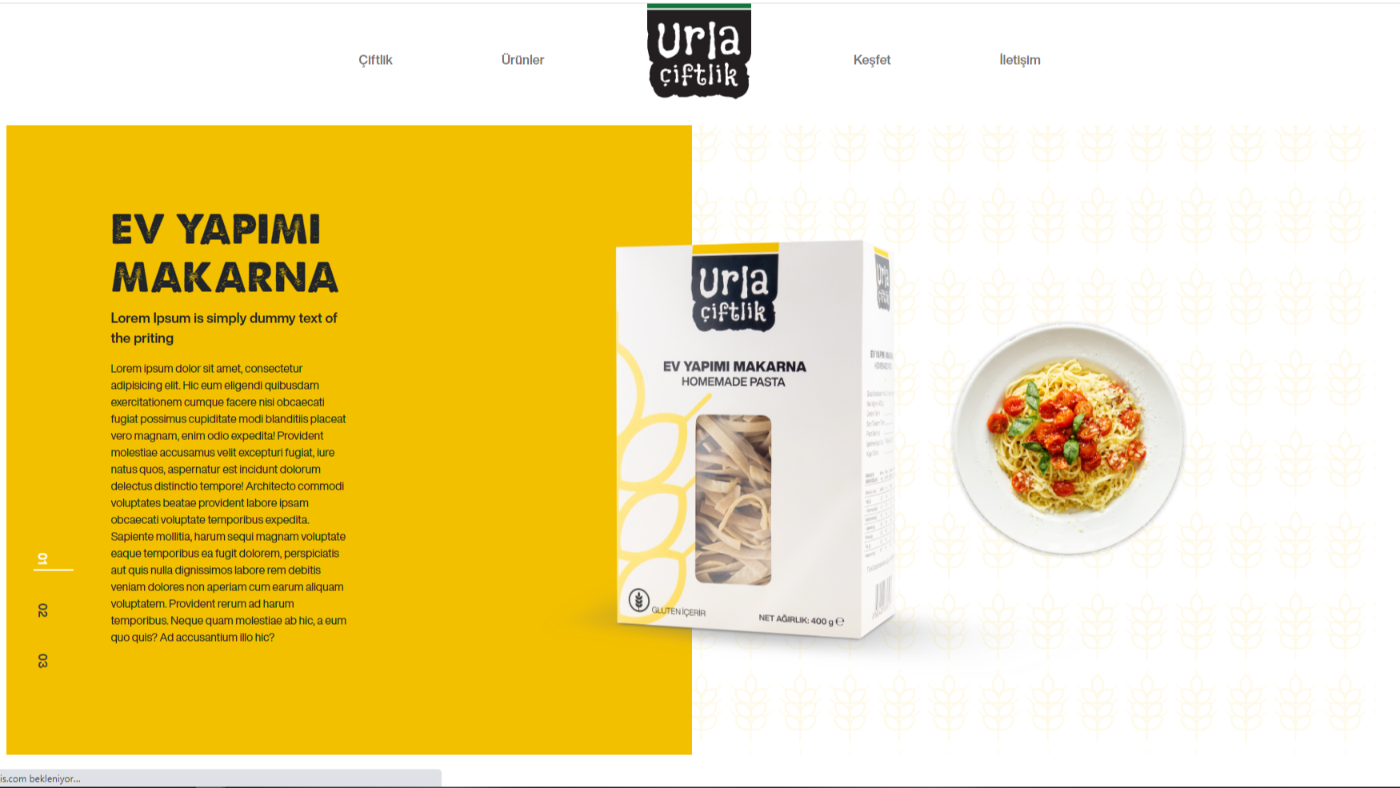 Çiftlik
Ürünler
Urla
çiftlik
Keşfet
İletişim
EV YAPIMI
MAKARNA
Lorem Ipsum is simply dummy text of
the priting
Lorem ipsum dolor sit amet, consectetur
adipisicing elit. Hic eum eligendi quibusdam
exercitationem cumque facere nisi obcaecati
fugiat possimus cupiditate modi blanditiis placeat
vero magnam, enim odio expedita! Provident
molestiae accusamus velit excepturi fugiat, iure
natus quos, aspernatur est incidunt dolorum
delectus distinctio tempore! Architecto commodi
voluptates beatae provident labore ipsam
obcaecati voluptate temporibus expedita.
Sapiente mollitia, harum sequi magnam voluptate
eaque temporibus ea fugit dolorem, perspiciatis
aut quis nulla dignissimos labore rem debitis
veniam dolores non aperiam cum earum aliquam
voluptatem. Provident rerum ad harum
temporibus. Neque quam molestiae ab hic, a eum
quo quis? Ad accusantium illo hic?
01
02
03
Urla
çiftlik
EV YAPIMI MAKARNA
HOMEMADE PASTA
GLUTEN İÇERİR
NET AĞIRLIK: 400 g ℮
Urla
is.com bekleniyor...